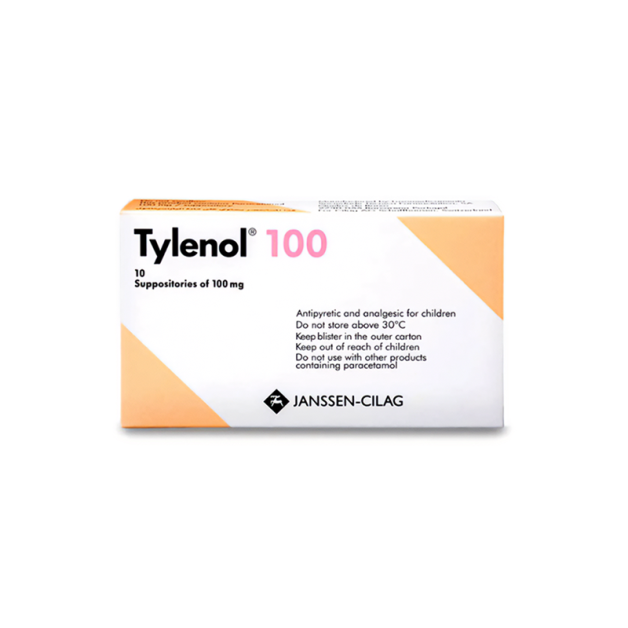 Tylenol® 100
10
Suppositories of 100 mg
Antipyretic and analgesic for children
Do not store above 30°C
Keep blister in the outer carton
Keep out of reach of children
Do not use with other products
containing paracetamol
JANSSEN-CILAG